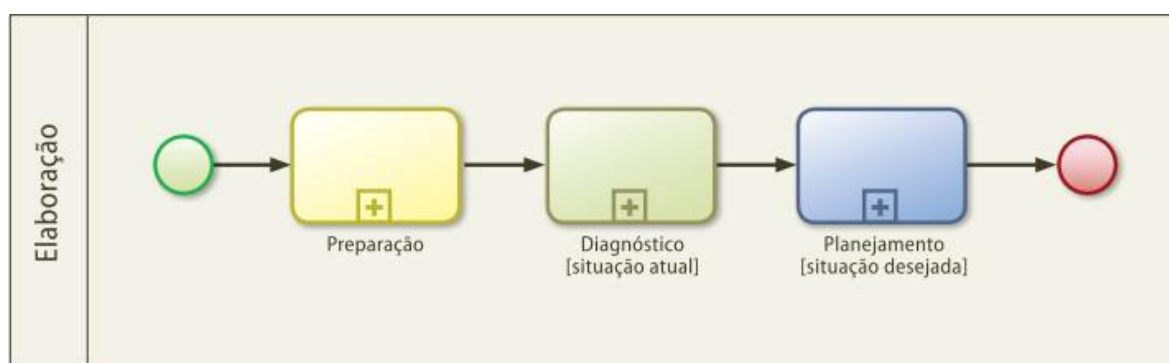 Elaboração
Preparação
Diagnóstico
[situação atual]
Planejamento
[situação desejada]